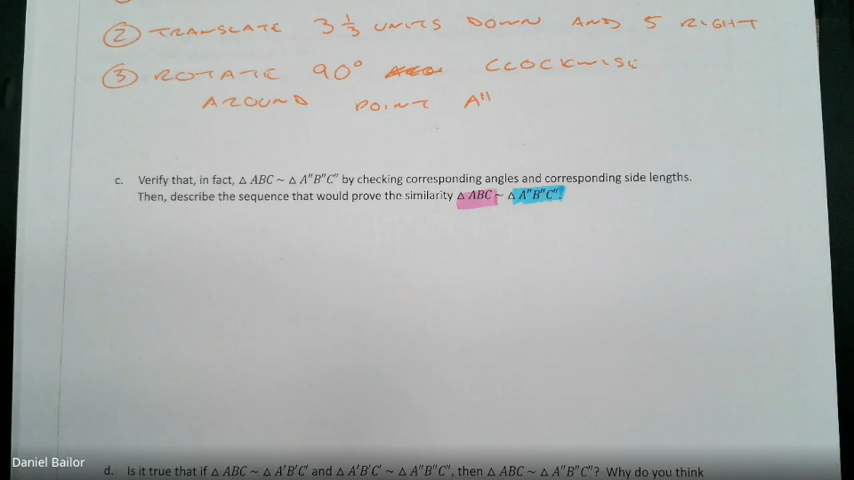 ② TRANSLATE 3 1/3 UNITS DOWN AND 5 RIGHT
③ ROTATE 90° CLOCKWISE
AROUND POINT A"
c. Verify that, in fact, △ ABC ~ △ A"B"C" by checking corresponding angles and corresponding side lengths.
Then, describe the sequence that would prove the similarity △ ABC ~ △ A"B"C".
Daniel Bailor
d. Is it true that if △ ABC ~ △ A'B'C' and △ A'B'C' ~ △ A"B"C", then △ ABC ~ △ A"B"C"? Why do you think